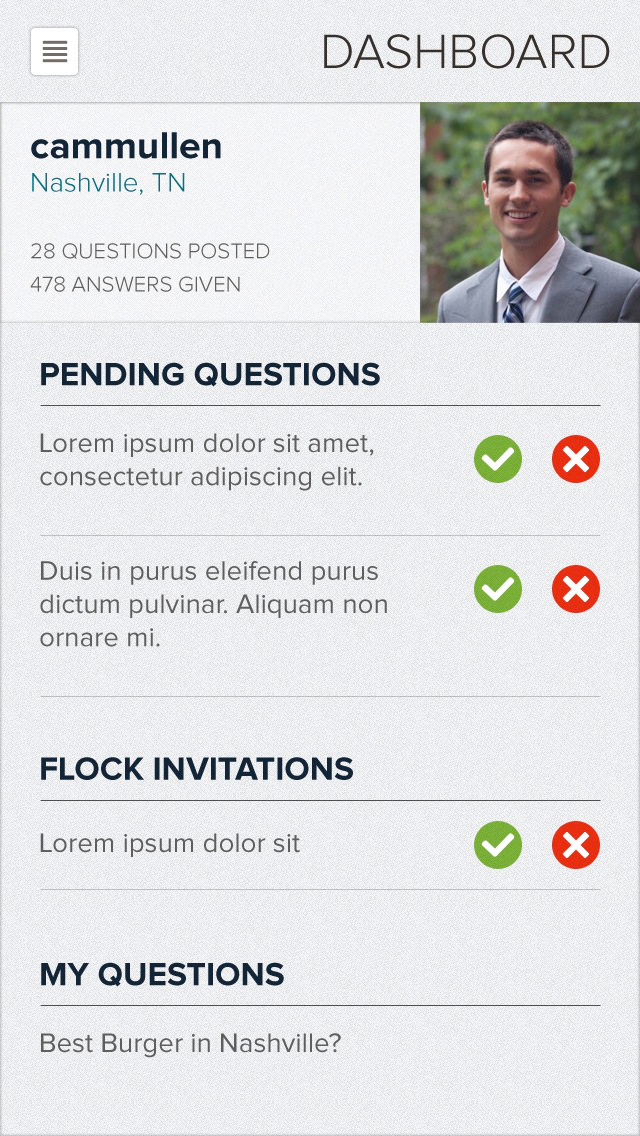 DASHBOARD
cammullen
Nashville, TN
28 QUESTIONS POSTED
478 ANSWERS GIVEN
PENDING QUESTIONS
Lorem ipsum dolor sit amet,
consectetur adipiscing elit.
Duis in purus eleifend purus
dictum pulvinar. Aliquam non
ornare mi.
FLOCK INVITATIONS
Lorem ipsum dolor sit
MY QUESTIONS
Best Burger in Nashville?